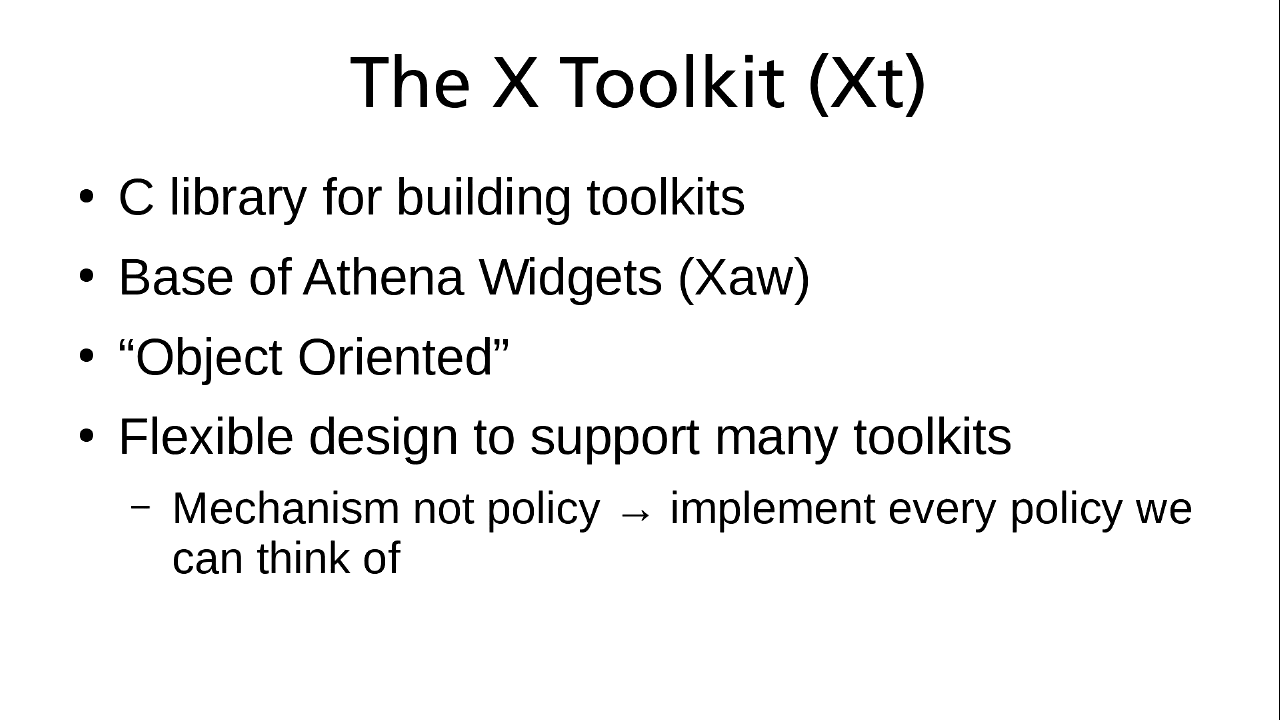 The X Toolkit (Xt)
• C library for building toolkits
• Base of Athena Widgets (Xaw)
• “Object Oriented”
• Flexible design to support many toolkits
– Mechanism not policy → implement every policy we
can think of